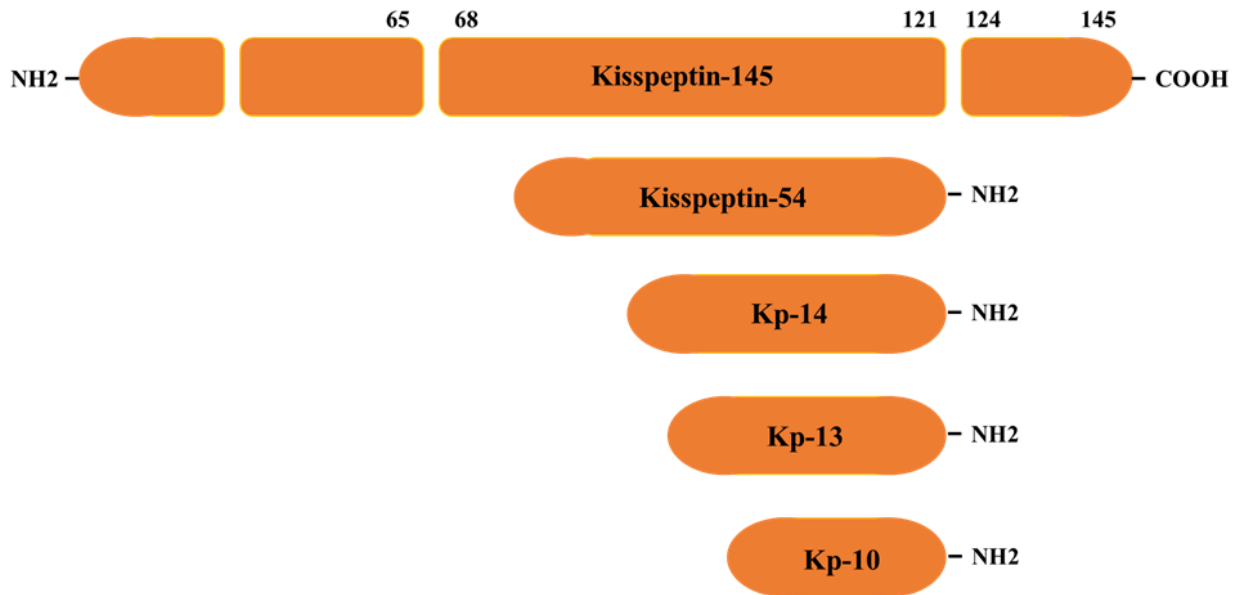 65 68 121 124 145
NH2 Kisspeptin-145 COOH
Kisspeptin-54 NH2
Kp-14 NH2
Kp-13 NH2
Kp-10 NH2